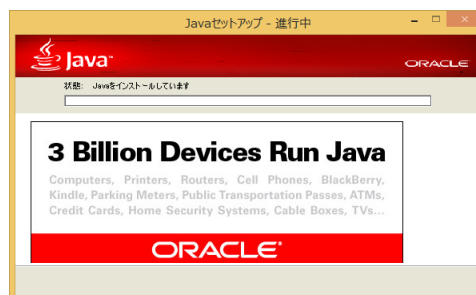 Javaセットアップ - 進行中
Java™
ORACLE
状態: Javaをインストールしています
3 Billion Devices Run Java
Computers, Printers, Routers, Cell Phones, BlackBerry,
Kindle, Parking Meters, Public Transportation Passes, ATMs,
Credit Cards, Home Security Systems, Cable Boxes, TVs...
ORACLE®